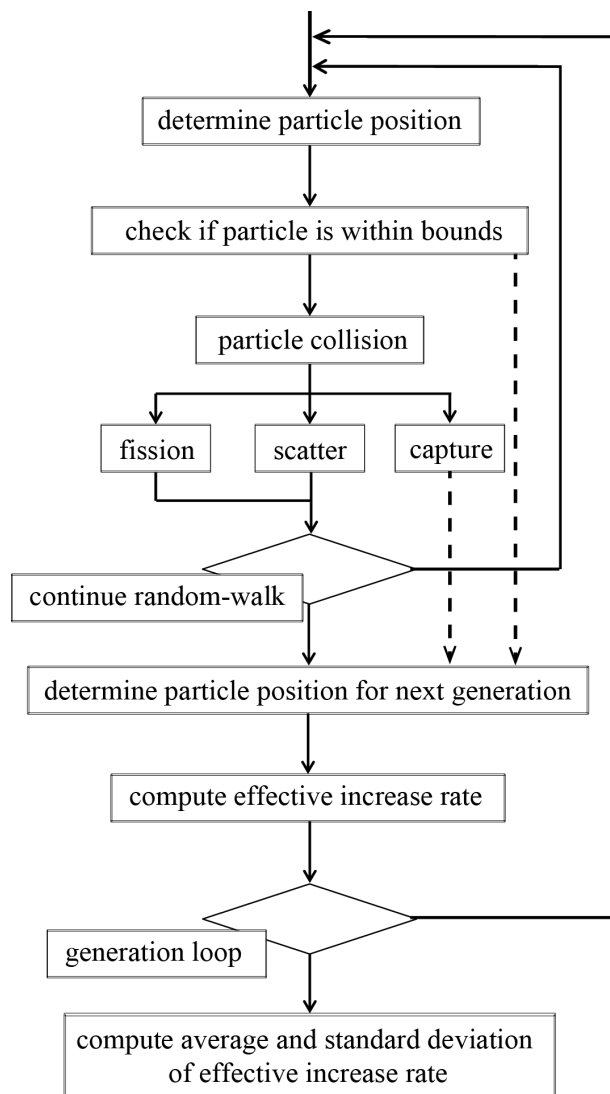 determine particle position
check if particle is within bounds
particle collision
fission
scatter
capture
continue random-walk
determine particle position for next generation
compute effective increase rate
generation loop
compute average and standard deviation
of effective increase rate